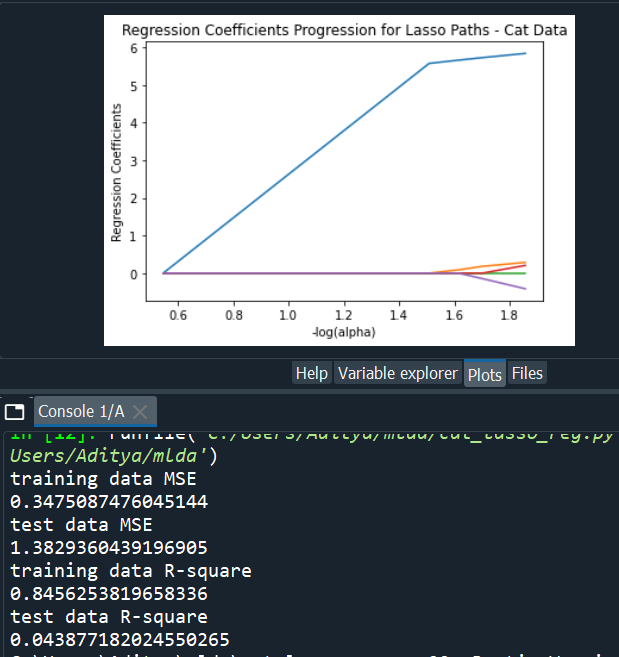 Regression Coefficients Progression for Lasso Paths - Cat Data
Regression Coefficients
6
5
4
3
2
1
0
0.6 0.8 1.0 1.2 1.4 1.6 1.8
-log(alpha)
Help Variable explorer Plots Files
Console 1/A
In [12]: runfile('C:/Users/Aditya/mlda/cat_lasso_reg.py
Users/Aditya/mlda')
training data MSE
0.3475087476045144
test data MSE
1.3829360439196905
training data R-square
0.8456253819658336
test data R-square
0.043877182024550265